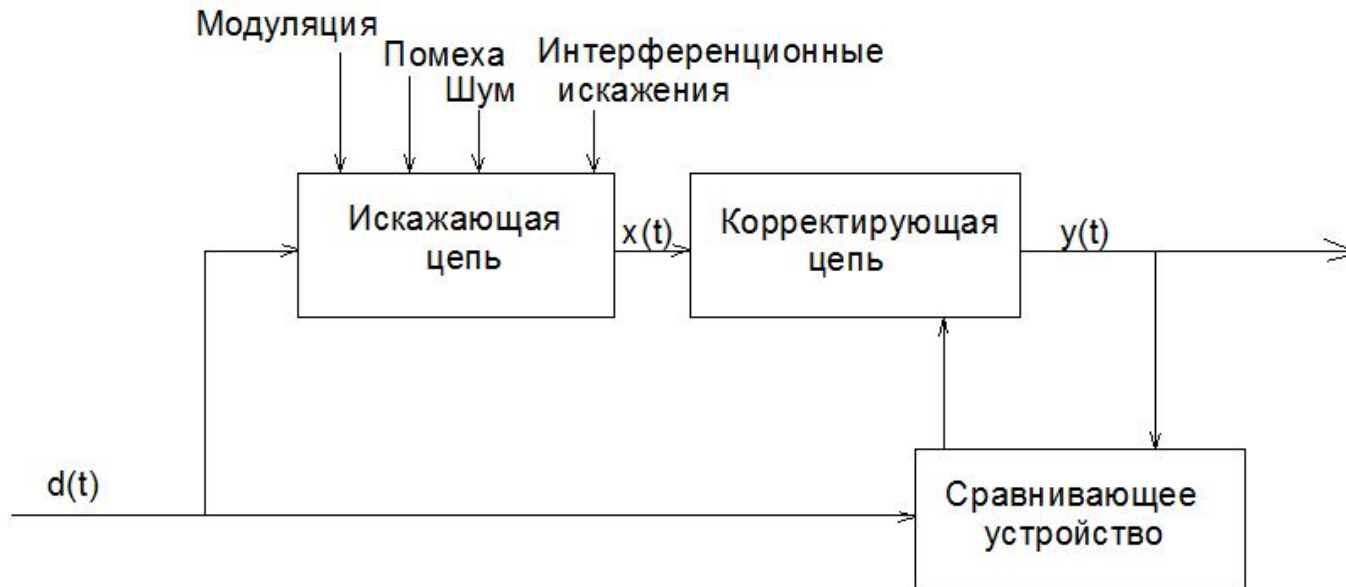 Модуляция
Помеха
Шум
Интерференционные
искажения
Искажающая
цепь
x(t)
Корректирующая
цепь
y(t)
d(t)
Сравнивающее
устройство